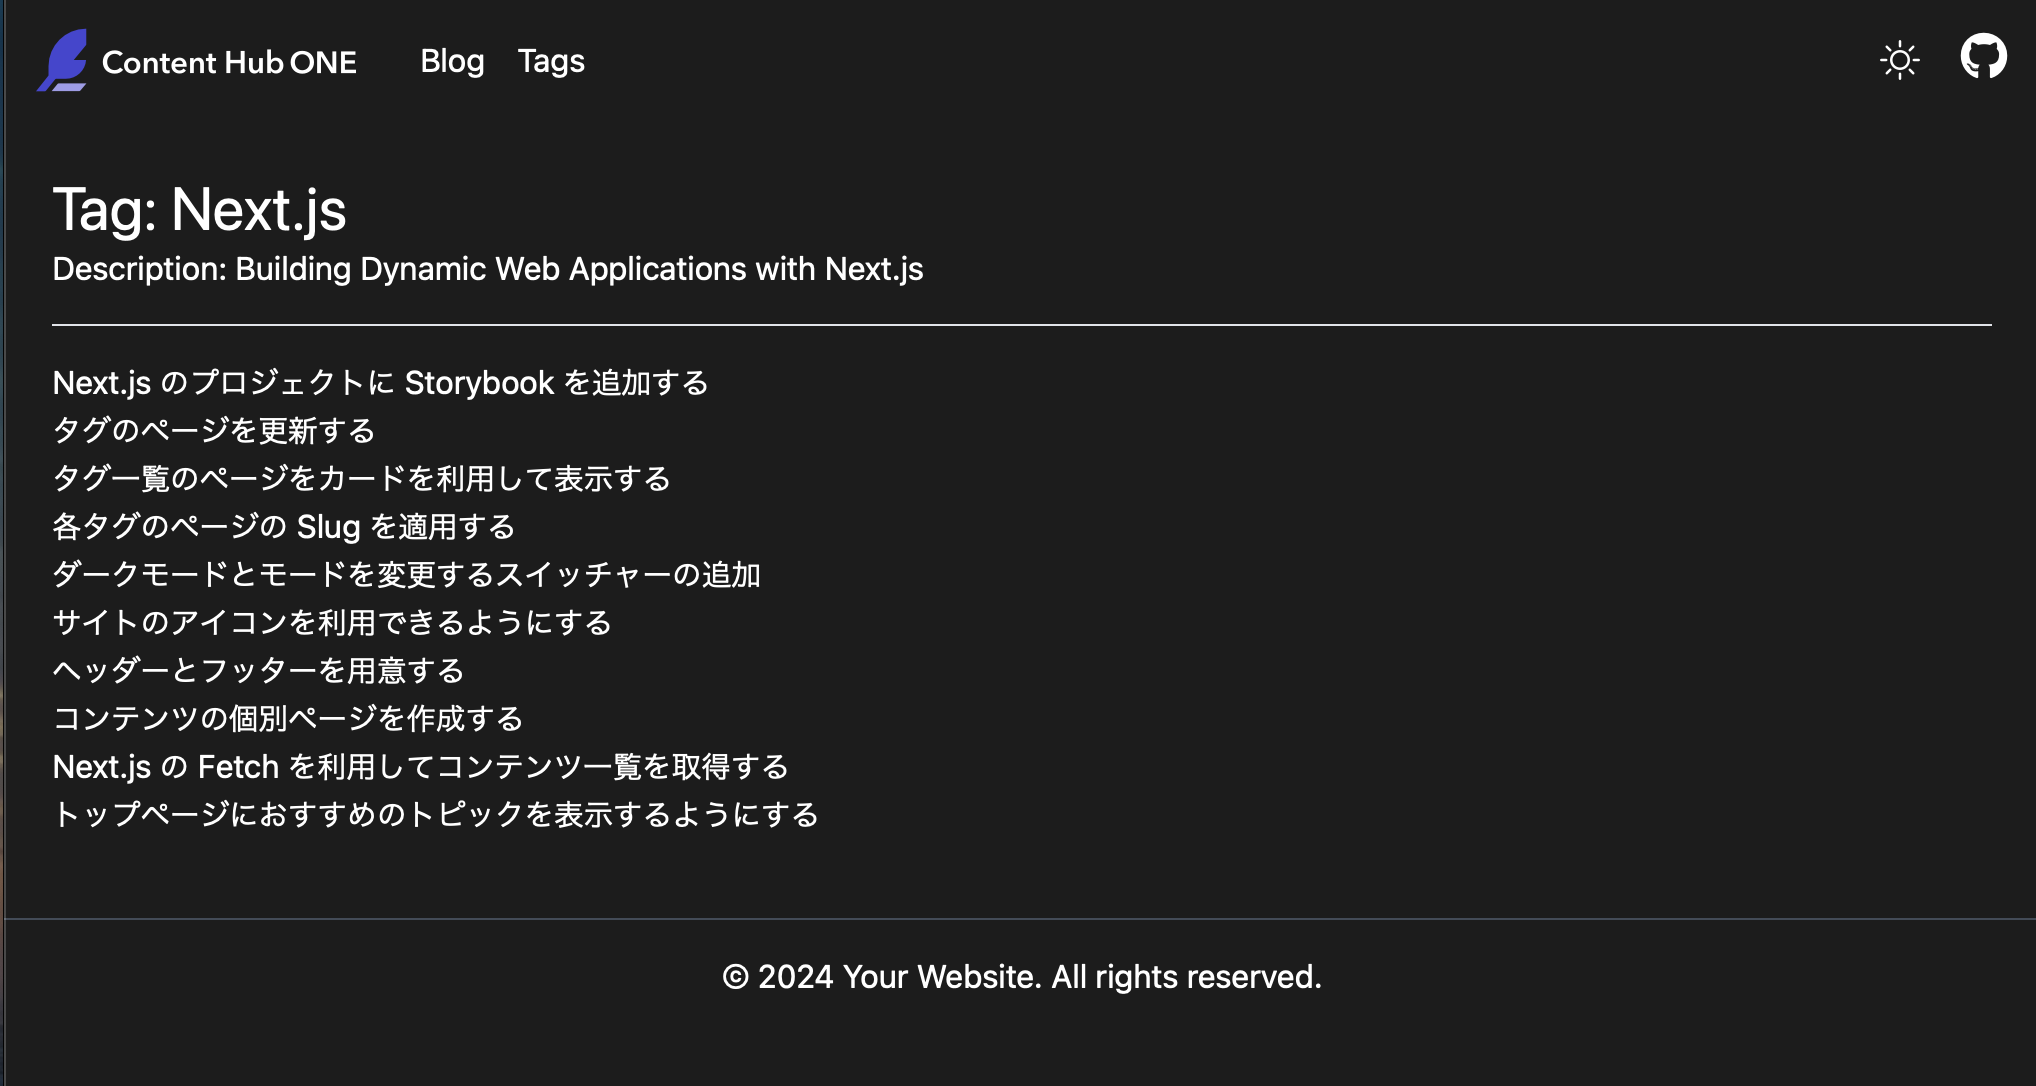 Content Hub ONE Blog Tags
Tag: Next.js
Description: Building Dynamic Web Applications with Next.js
Next.js のプロジェクトに Storybook を追加する
タグのページを更新する
タグ一覧のページをカードを利用して表示する
各タグのページの Slug を適用する
ダークモードとモードを変更するスイッチャーの追加
サイトのアイコンを利用できるようにする
ヘッダーとフッターを用意する
コンテンツの個別ページを作成する
Next.js の Fetch を利用してコンテンツ一覧を取得する
トップページにおすすめのトピックを表示するようにする
© 2024 Your Website. All rights reserved.